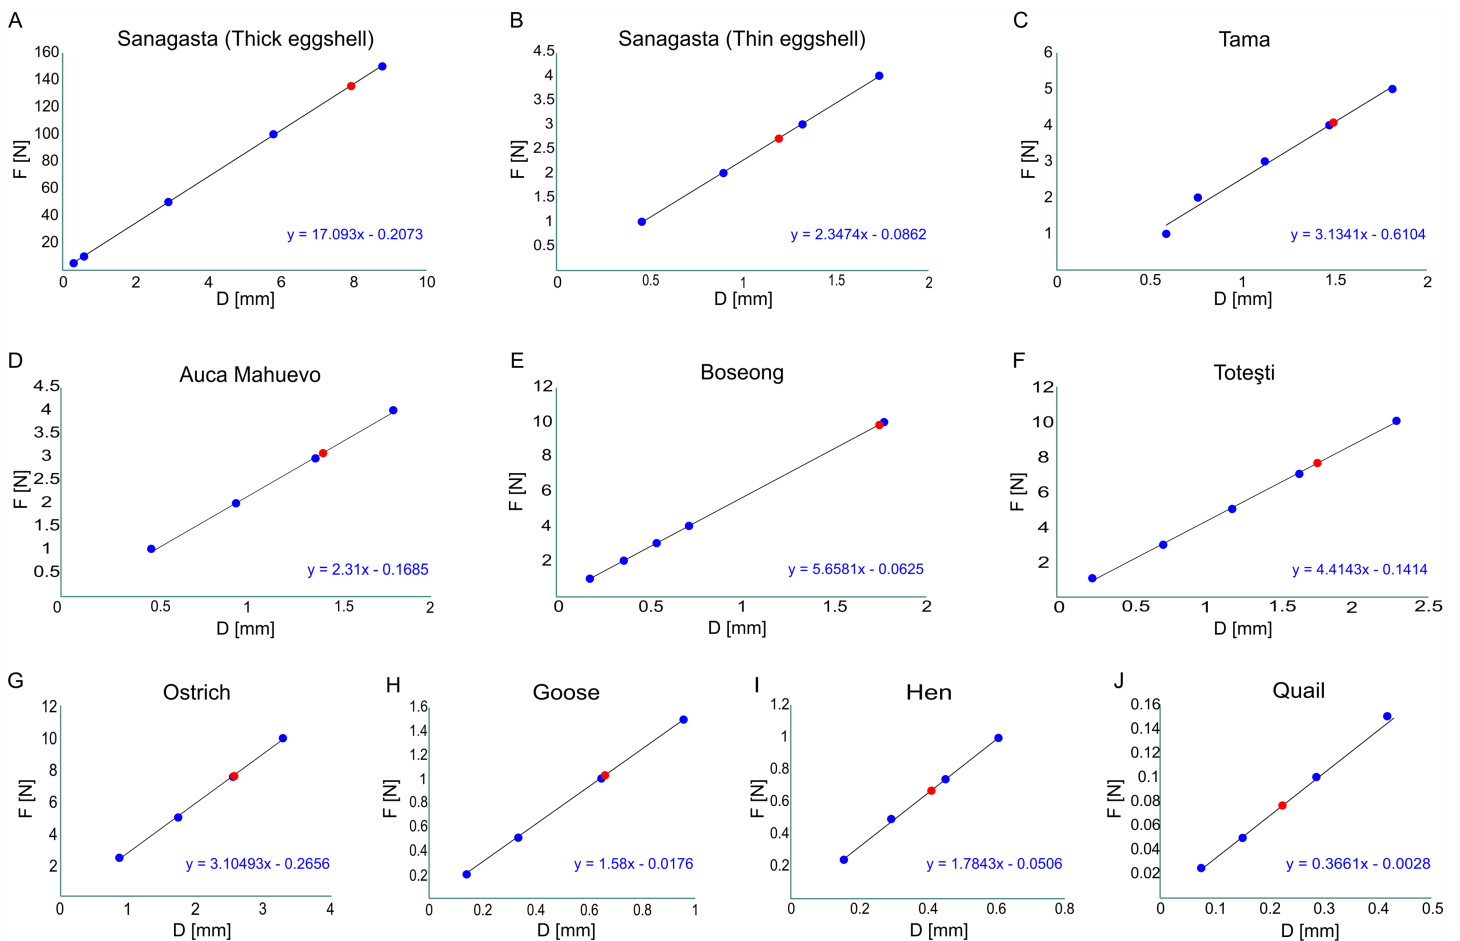 A
Sanagasta (Thick eggshell)
160
140
120
100
80
60
40
20
F [N]
y = 17.093x - 0.2073
0 2 4 6 8 10
D [mm]
B
Sanagasta (Thin eggshell)
4.5
4
3.5
3
2.5
2
1.5
1
0.5
F [N]
y = 2.3474x - 0.0862
0 0.5 1 1.5 2
D [mm]
C
Tama
6
5
4
3
2
1
F [N]
y = 3.1341x - 0.6104
0 0.5 1 1.5 2
D [mm]
D
Auca Mahuevo
4.5
4
3.5
3
2.5
2
1.5
1
0.5
F [N]
y = 2.31x - 0.1685
0 0.5 1 1.5 2
D [mm]
E
Boseong
12
10
8
6
4
2
F [N]
y = 5.6581x - 0.0625
0 0.5 1 1.5 2
D [mm]
F
Toteşti
12
10
8
6
4
2
F [N]
y = 4.4143x - 0.1414
0 0.5 1 1.5 2 2.5
D [mm]
G
Ostrich
12
10
8
6
4
2
F [N]
y = 3.10493x - 0.2656
0 1 2 3 4
D [mm]
H
Goose
1.6
1.4
1.2
1
0.8
0.6
0.4
0.2
F [N]
y = 1.58x - 0.0176
0 0.2 0.4 0.6 0.8 1
D [mm]
I
Hen
1.2
1
0.8
0.6
0.4
0.2
F [N]
y = 1.7843x - 0.0506
0 0.2 0.4 0.6 0.8
D [mm]
J
Quail
0.16
0.14
0.12
0.1
0.08
0.06
0.04
0.02
F [N]
y = 0.3661x - 0.0028
0 0.1 0.2 0.3 0.4 0.5
D [mm]